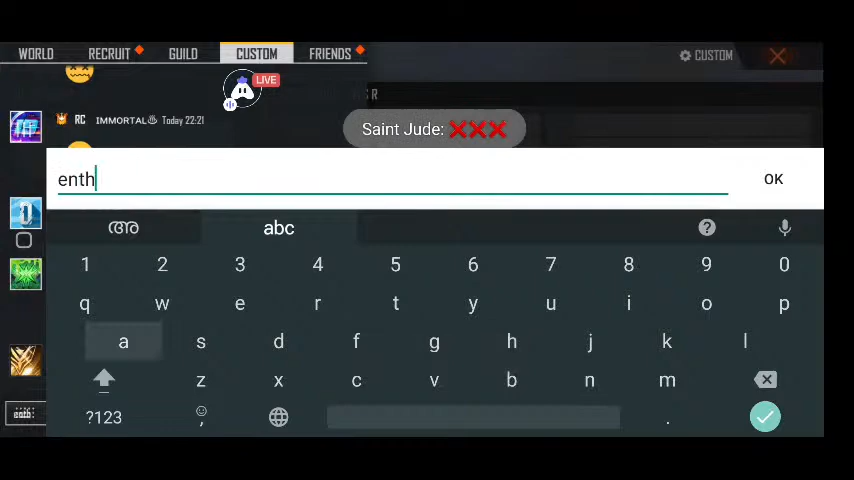 WORLD RECRUIT GUILD CUSTOM FRIENDS CUSTOM
LIVE
RC IMMORTAL♨ Today 22:21
Saint Jude: ❌❌❌
enth
OK
അ abc
1 2 3 4 5 6 7 8 9 0
q w e r t y u i o p
a s d f g h j k l
z x c v b n m
?123 , .